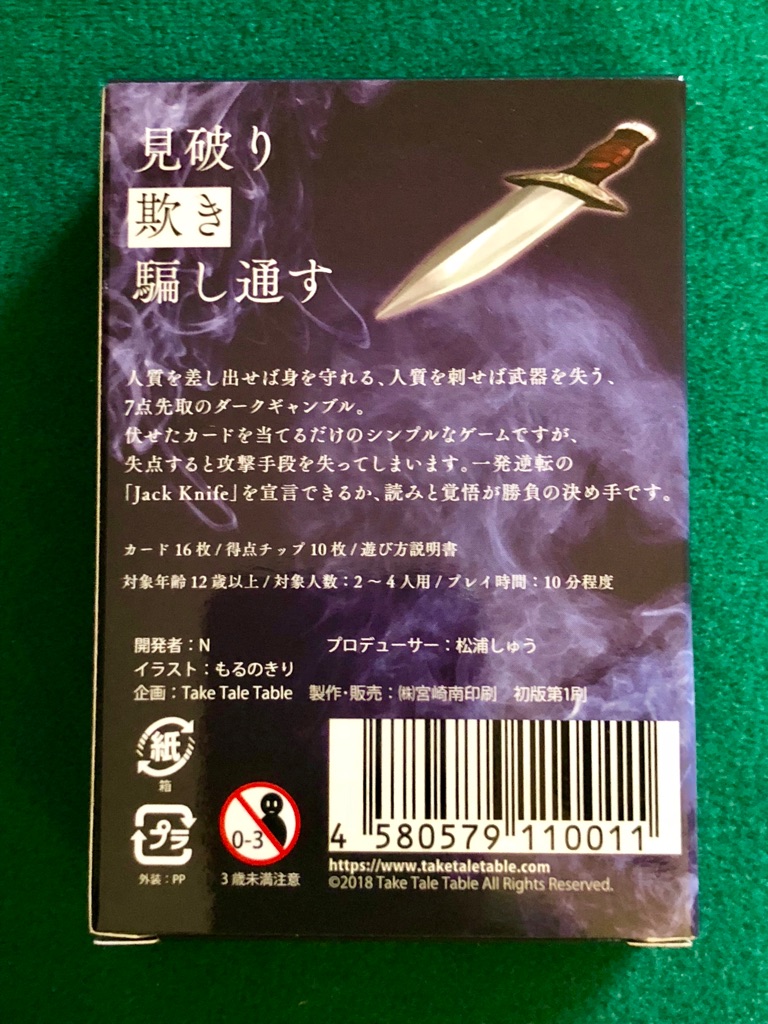 見破り
欺き
騙し通す
人質を差し出せば身を守れる、人質を刺せば武器を失う、
7点先取のダークギャンブル。
伏せたカードを当てるだけのシンプルなゲームですが、
失点すると攻撃手段を失ってしまいます。一発逆転の
「Jack Knife」を宣言できるか、読みと覚悟が勝負の決め手です。
カード 16 枚 / 得点チップ 10 枚 / 遊び方説明書
対象年齢 12 歳以上 / 対象人数：2 〜 4 人用 / プレイ時間：10 分程度
開発者：N プロデューサー：松浦しゅう
イラスト：もるのきり
企画：Take Tale Table 製作・販売：㈱宮崎南印刷 初版第1刷
紙
箱
プラ
外装：PP
0-3
3 歳未満注意
4 580579 110011
https://www.taketaletable.com
©2018 Take Tale Table All Rights Reserved.